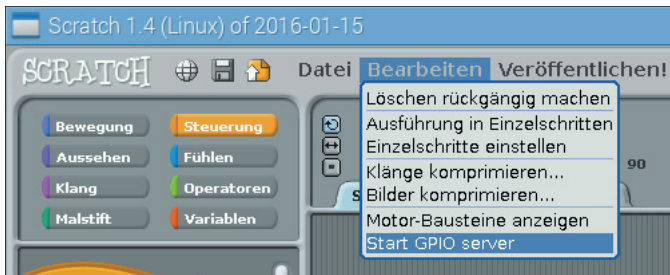 Scratch 1.4 (Linux) of 2016-01-15
SCRATCH Datei Bearbeiten Veröffentlichen!
Löschen rückgängig machen
Ausführung in Einzelschritten
Einzelschritte einstellen
Klänge komprimieren...
Bilder komprimieren...
Motor-Bausteine anzeigen
Start GPIO server
Bewegung Steuerung
Aussehen Fühlen
Klang Operatoren
Malstift Variablen
90
S